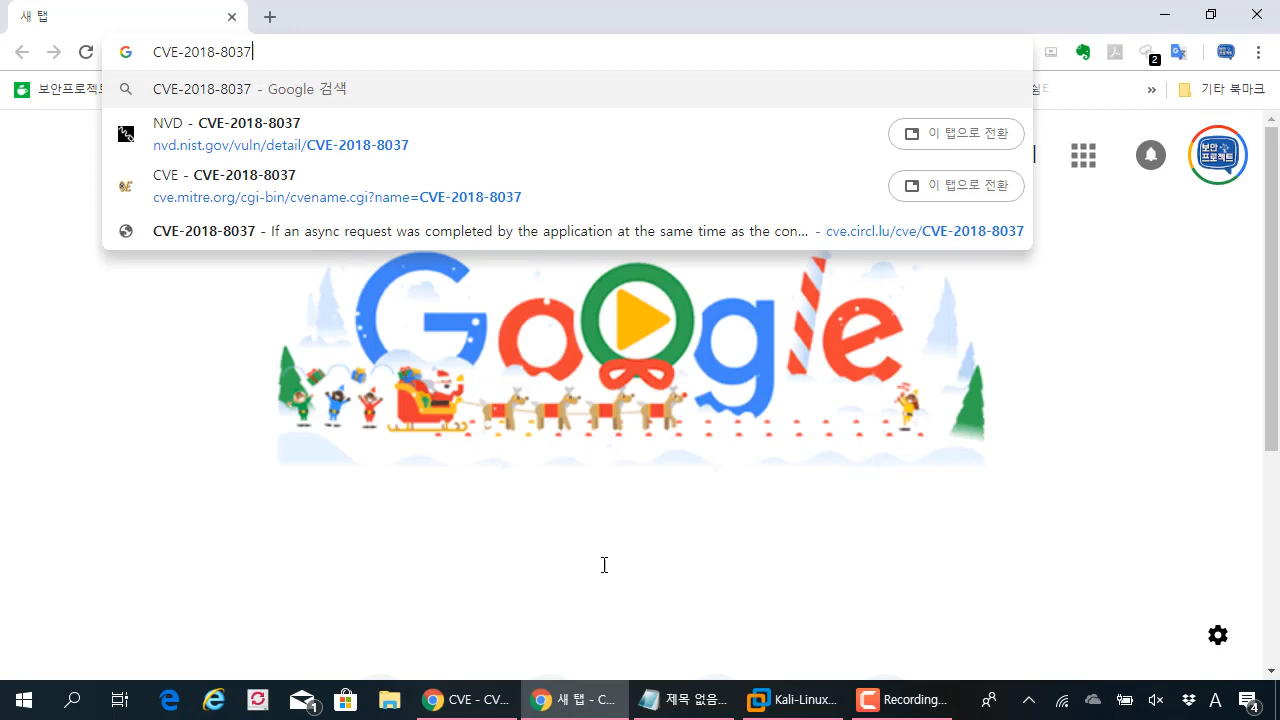 새 탭
CVE-2018-8037
2
보안프로젝트
기타 북마크
CVE-2018-8037 - Google 검색
NVD - CVE-2018-8037
nvd.nist.gov/vuln/detail/CVE-2018-8037
이 탭으로 전환
CVE - CVE-2018-8037
cve.mitre.org/cgi-bin/cvename.cgi?name=CVE-2018-8037
이 탭으로 전환
CVE-2018-8037 - If an async request was completed by the application at the same time as the con... - cve.circl.lu/cve/CVE-2018-8037
보안
프로젝트
Google
1
CVE - CV...
새 탭 - C...
제목 없음...
Kali-Linux...
Recording...
A
4